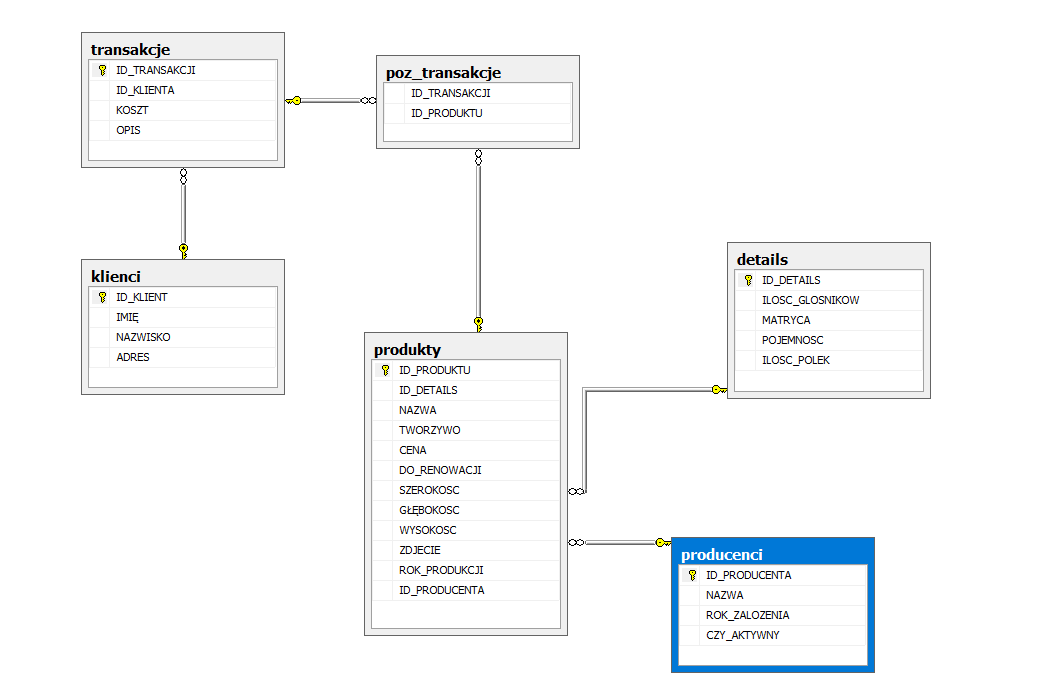 transakcje
ID_TRANSAKCJI
ID_KLIENTA
KOSZT
OPIS
poz_transakcje
ID_TRANSAKCJI
ID_PRODUKTU
klienci
ID_KLIENT
IMIĘ
NAZWISKO
ADRES
produkty
ID_PRODUKTU
ID_DETAILS
NAZWA
TWORZYWO
CENA
DO_RENOWACJI
SZEROKOSC
GŁĘBOKOSC
WYSOKOSC
ZDJECIE
ROK_PRODUKCJI
ID_PRODUCENTA
details
ID_DETAILS
ILOSC_GLOSNIKOW
MATRYCA
POJEMNOSC
ILOSC_POLEK
producenci
ID_PRODUCENTA
NAZWA
ROK_ZALOZENIA
CZY_AKTYWNY